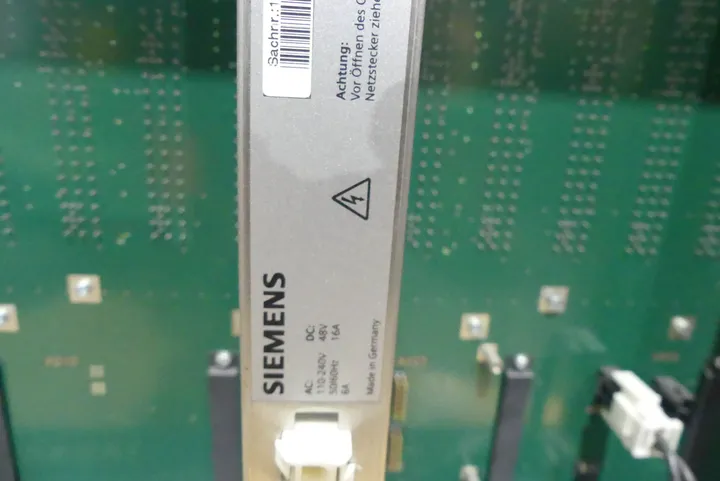 Sachnr.:1
Achtung:
Vor Öffnen des G
Netzstecker ziehe
SIEMENS
AC: DC:
110-240V 48V
50/60Hz 16A
6A
Made in Germany